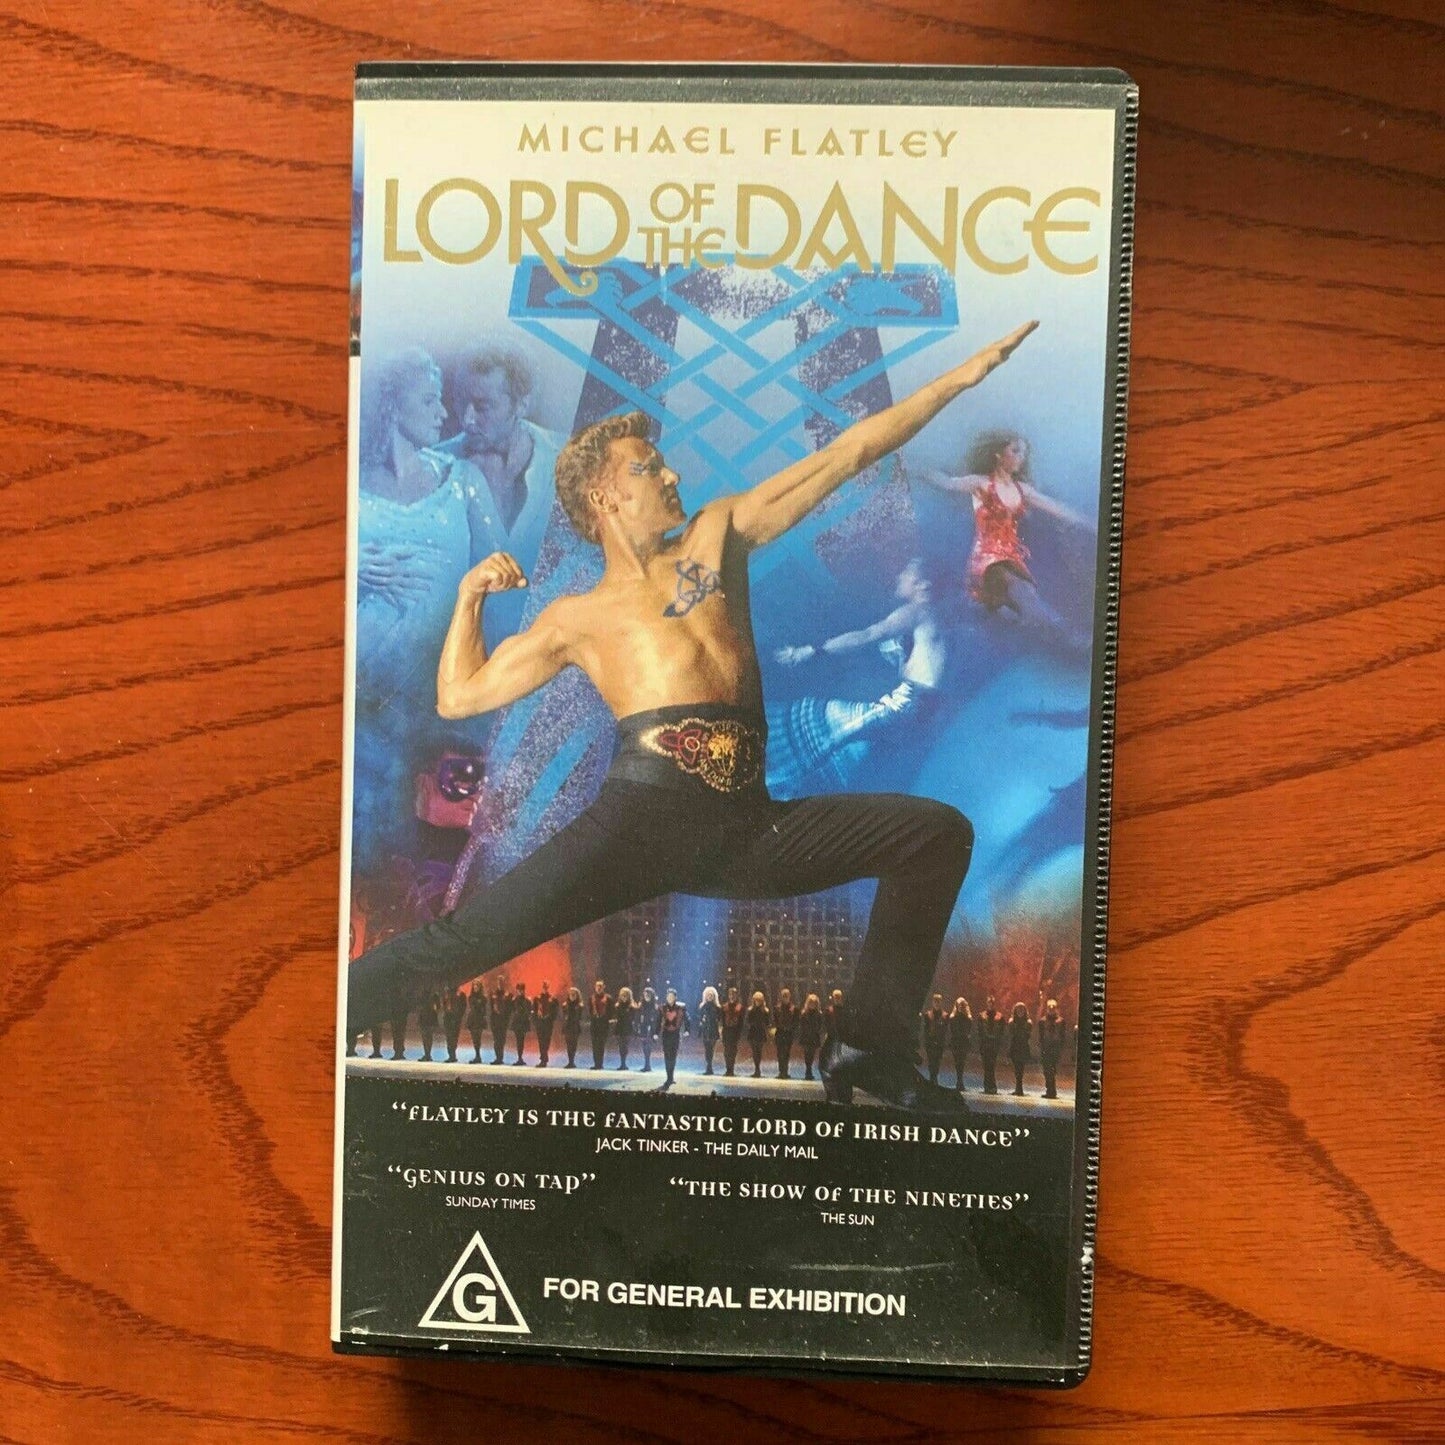 MICHAEL FLATLEY
LORD OF THE DANCE
“FLATLEY IS THE FANTASTIC LORD OF IRISH DANCE”
JACK TINKER - THE DAILY MAIL
“GENIUS ON TAP”
SUNDAY TIMES
“THE SHOW OF THE NINETIES”
THE SUN
G
FOR GENERAL EXHIBITION